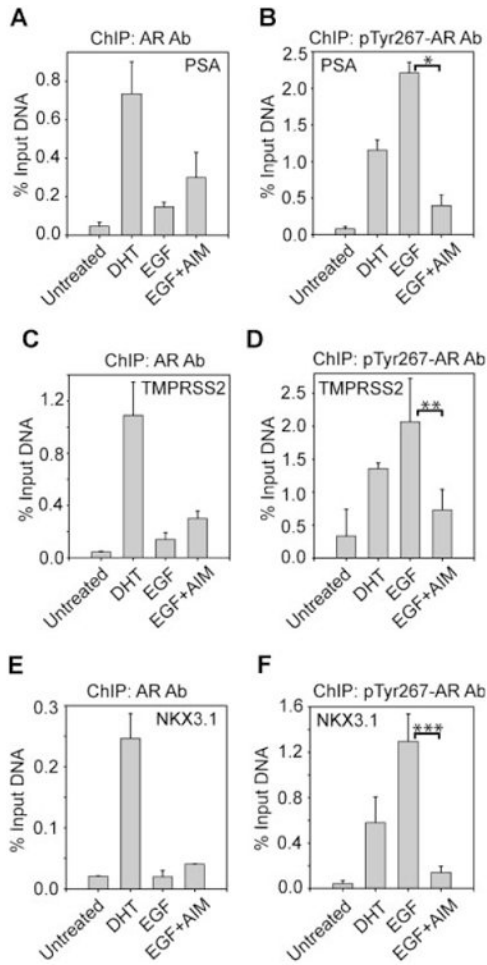 A
ChIP: AR Ab
PSA
% Input DNA
0.8
0.4
0.2
0.0
Untreated
DHT
EGF
EGF+AIM
B
ChIP: pTyr267-AR Ab
PSA
*
% Input DNA
2.5
2.0
1.5
1.0
0.5
0.0
Untreated
DHT
EGF
EGF+AIM
C
ChIP: AR Ab
TMPRSS2
% Input DNA
1.2
0.8
0.4
0.0
Untreated
DHT
EGF
EGF+AIM
D
ChIP: pTyr267-AR Ab
TMPRSS2
**
% Input DNA
2.5
2.0
1.5
1.0
0.5
0.0
Untreated
DHT
EGF
EGF+AIM
E
ChIP: AR Ab
NKX3.1
% Input DNA
0.3
0.2
0.1
0.0
Untreated
DHT
EGF
EGF+AIM
F
ChIP: pTyr267-AR Ab
NKX3.1
***
% Input DNA
1.6
1.2
0.8
0.4
0.0
Untreated
DHT
EGF
EGF+AIM